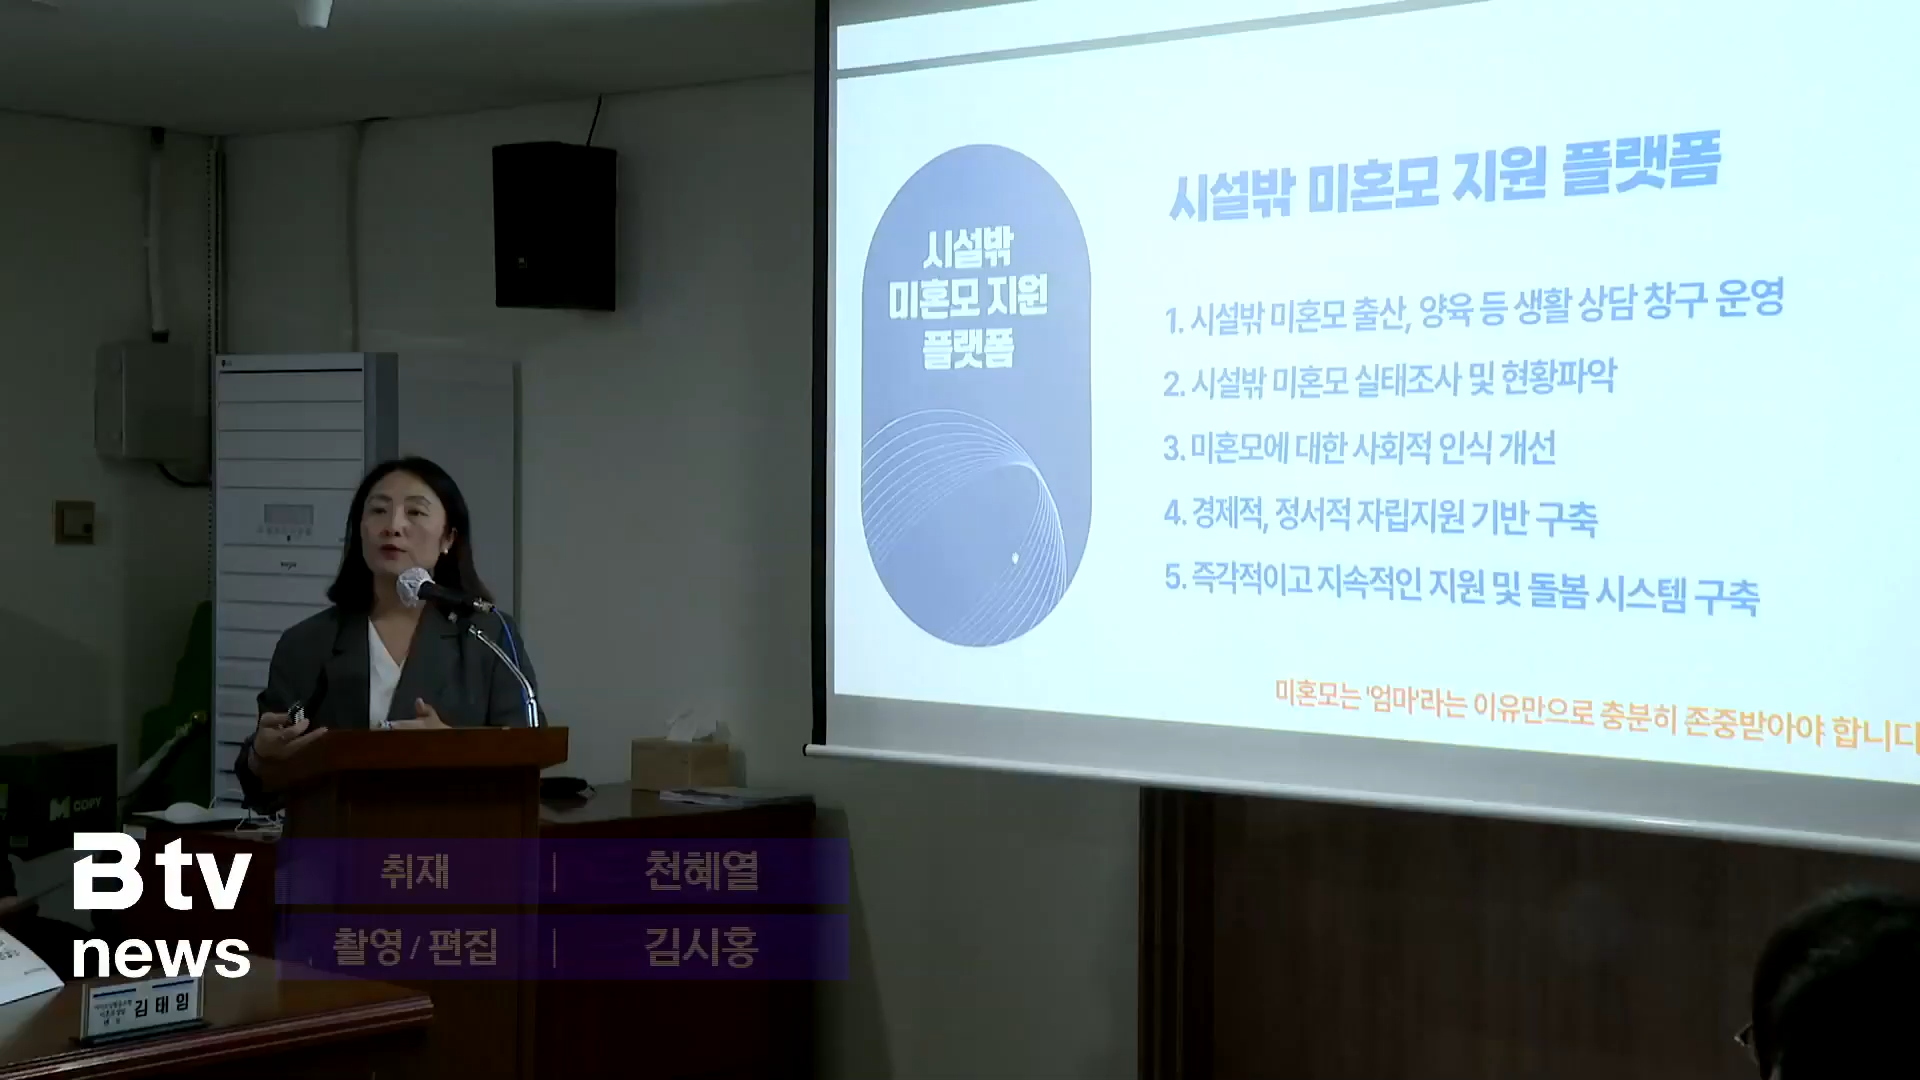 시설밖 미혼모 지원 플랫폼
시설밖
미혼모 지원
플랫폼
1. 시설밖 미혼모 출산, 양육 등 생활 상담 창구 운영
2. 시설밖 미혼모 실태조사 및 현황파악
3. 미혼모에 대한 사회적 인식 개선
4. 경제적, 정서적 자립지원 기반 구축
5. 즉각적이고 지속적인 지원 및 돌봄 시스템 구축
미혼모는 '엄마'라는 이유만으로 충분히 존중받아야 합니다
COPY
B tv
news
취재 | 천혜열
촬영 / 편집 | 김시홍
김태임